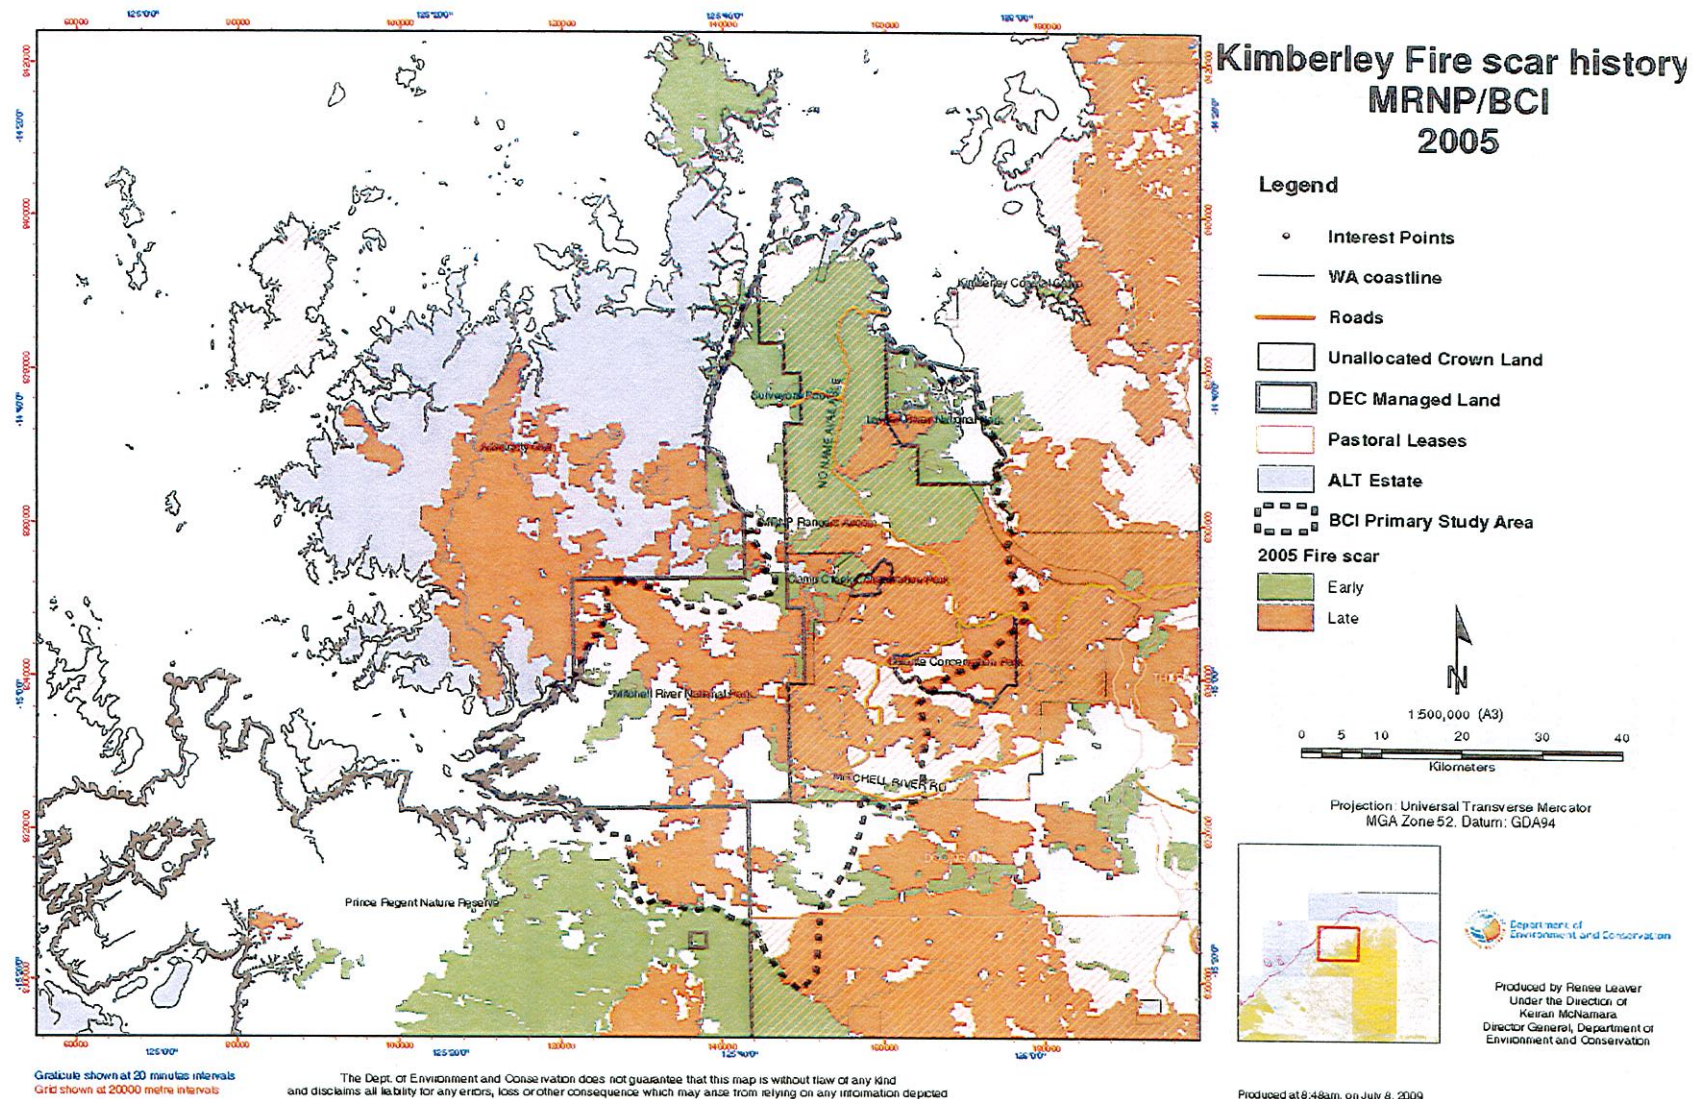 Kimberley Fire scar history
MRNP/BCI
2005
Legend
Interest Points
WA coastline
Roads
Unallocated Crown Land
DEC Managed Land
Pastoral Leases
ALT Estate
BCI Primary Study Area
2005 Fire scar
Early
Late
N
1:500,000 (A3)
0 5 10 20 30 40
Kilometers
Projection: Universal Transverse Mercator
MGA Zone 52. Datum: GDA94
Department of
Environment and Conservation
Produced by Renee Leaver
Under the Direction of
Keiran McNamara
Director General, Department of
Environment and Conservation
Produced at 8:48am, on July 8, 2009
Kimberley Coastal Camp
National
MRNP Rangers
Mitchell River National Park
Conservation Park
MITCHELL RIVER RD
Prince Regent Nature Reserve
Graticule shown at 20 minutes intervals
Grid shown at 20000 metre intervals
The Dept. of Environment and Conservation does not guarantee that this map is without flaw of any kind
and disclaims all liability for any errors, loss or other consequence which may arise from relying on any information depicted